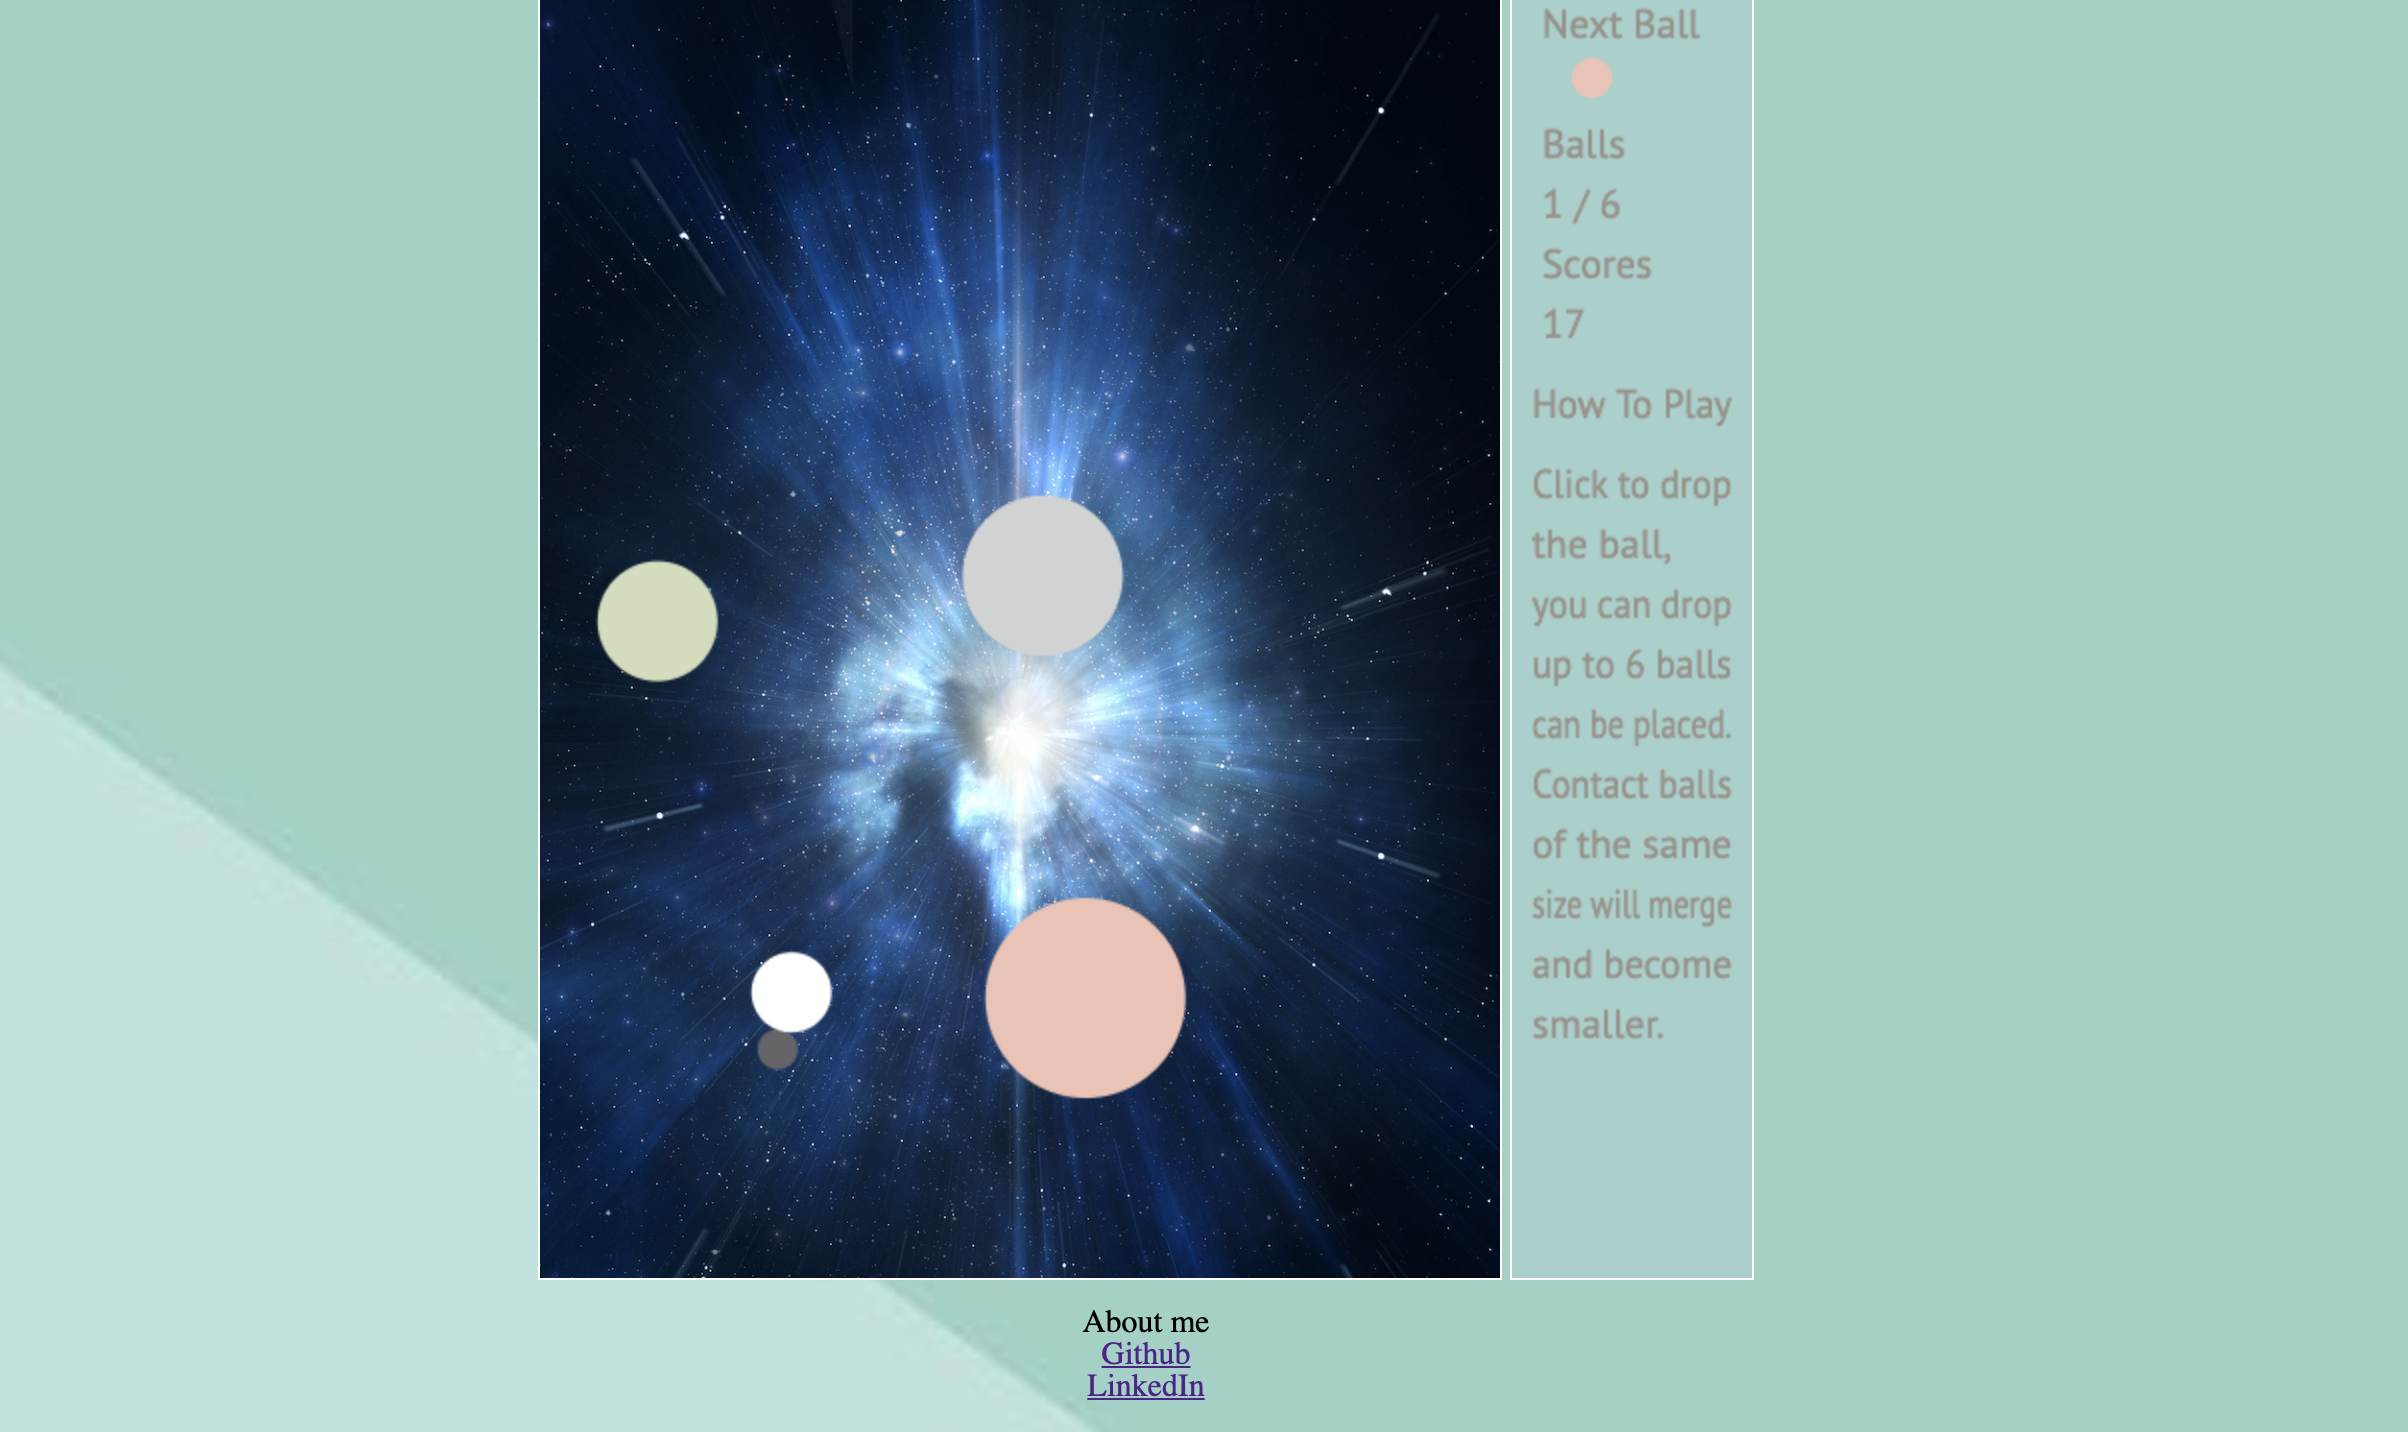 Next Ball
Balls
1 / 6
Scores
17
How To Play
Click to drop
the ball,
you can drop
up to 6 balls
can be placed.
Contact balls
of the same
size will merge
and become
smaller.
About me
Github
LinkedIn